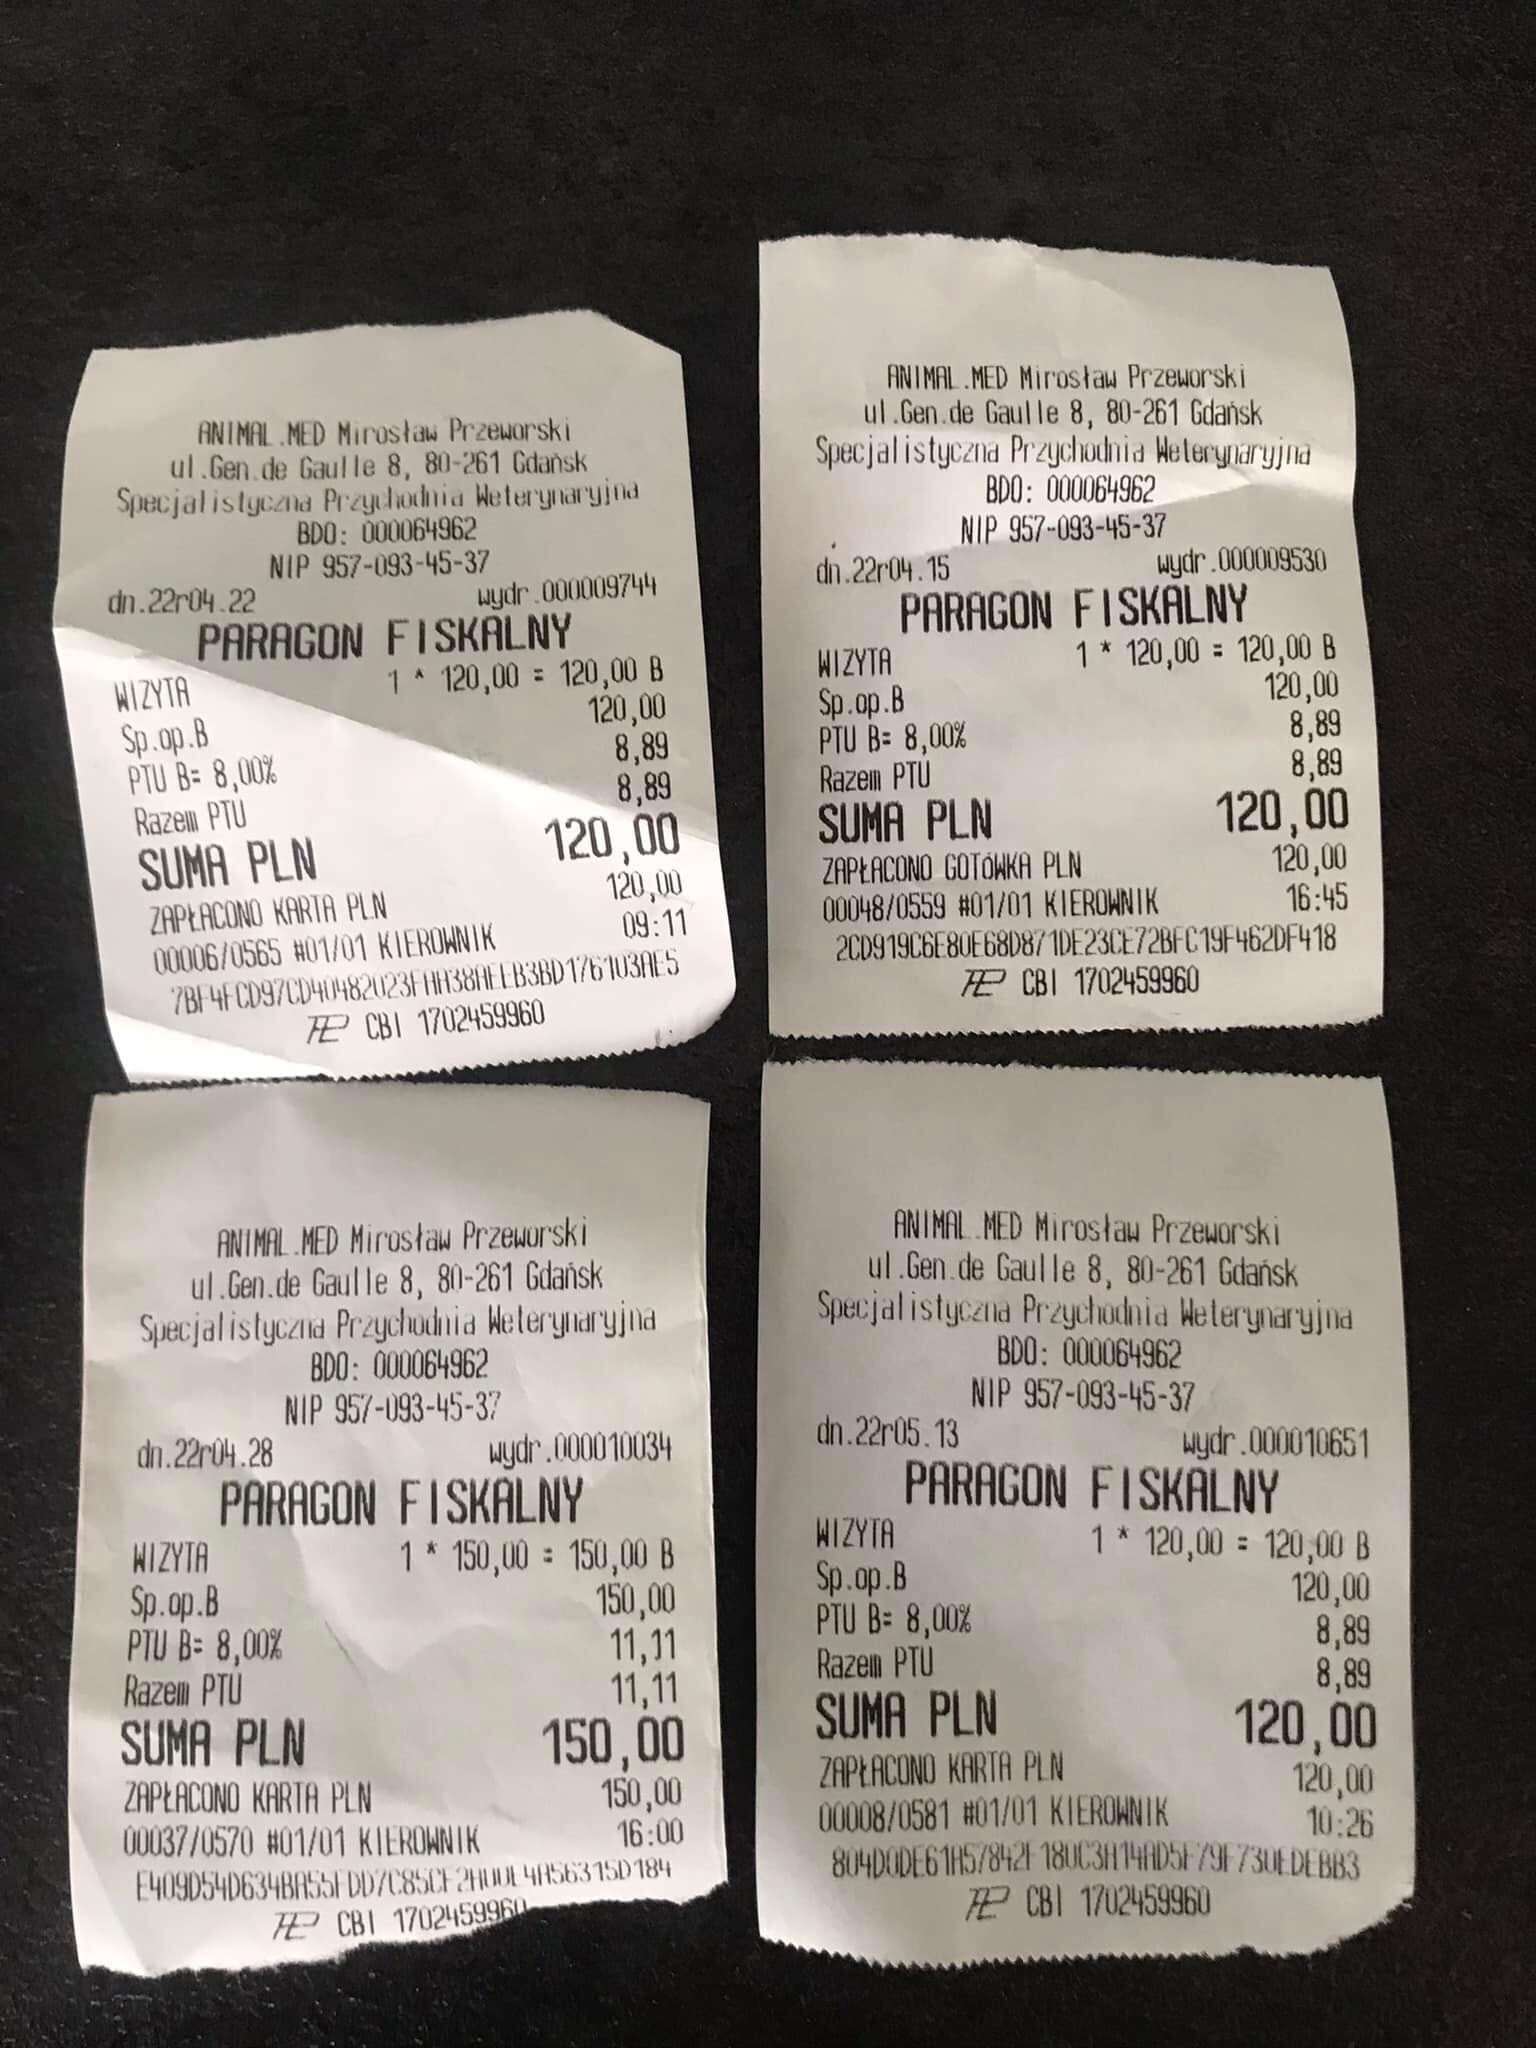 ANIMAL.MED Mirosław Przeworski
ul.Gen.de Gaulle 8, 80-261 Gdańsk
Specjalistyczna Przychodnia Weterynaryjna
BDO: 000064962
NIP 957-093-45-37
dn.22r04.22 wydr.000009744
PARAGON FISKALNY
WIZYTA 1 * 120,00 = 120,00 B
Sp.op.B 120,00
PTU B= 8,00% 8,89
Razem PTU 8,89
SUMA PLN 120,00
ZAPŁACONO KARTA PLN 120,00
00006/0565 #01/01 KIEROWNIK 09:11
CBI 1702459960
ANIMAL.MED Mirosław Przeworski
ul.Gen.de Gaulle 8, 80-261 Gdańsk
Specjalistyczna Przychodnia Weterynaryjna
BDO: 000064962
NIP 957-093-45-37
dn.22r04.15 wydr.000009530
PARAGON FISKALNY
WIZYTA 1 * 120,00 = 120,00 B
Sp.op.B 120,00
PTU B= 8,00% 8,89
Razem PTU 8,89
SUMA PLN 120,00
ZAPŁACONO GOTÓWKA PLN 120,00
00048/0559 #01/01 KIEROWNIK 16:45
2CD919C6E80E68D871DE23CE72BFC19F462DF418
CBI 1702459960
ANIMAL.MED Mirosław Przeworski
ul.Gen.de Gaulle 8, 80-261 Gdańsk
Specjalistyczna Przychodnia Weterynaryjna
BDO: 000064962
NIP 957-093-45-37
dn.22r04.28 wydr.000010034
PARAGON FISKALNY
WIZYTA 1 * 150,00 = 150,00 B
Sp.op.B 150,00
PTU B= 8,00% 11,11
Razem PTU 11,11
SUMA PLN 150,00
ZAPŁACONO KARTA PLN 150,00
00037/0570 #01/01 KIEROWNIK 16:00
CBI 1702459960
ANIMAL.MED Mirosław Przeworski
ul.Gen.de Gaulle 8, 80-261 Gdańsk
Specjalistyczna Przychodnia Weterynaryjna
BDO: 000064962
NIP 957-093-45-37
dn.22r05.13 wydr.000010651
PARAGON FISKALNY
WIZYTA 1 * 120,00 = 120,00 B
Sp.op.B 120,00
PTU B= 8,00% 8,89
Razem PTU 8,89
SUMA PLN 120,00
ZAPŁACONO KARTA PLN 120,00
00008/0581 #01/01 KIEROWNIK 10:26
CBI 1702459960